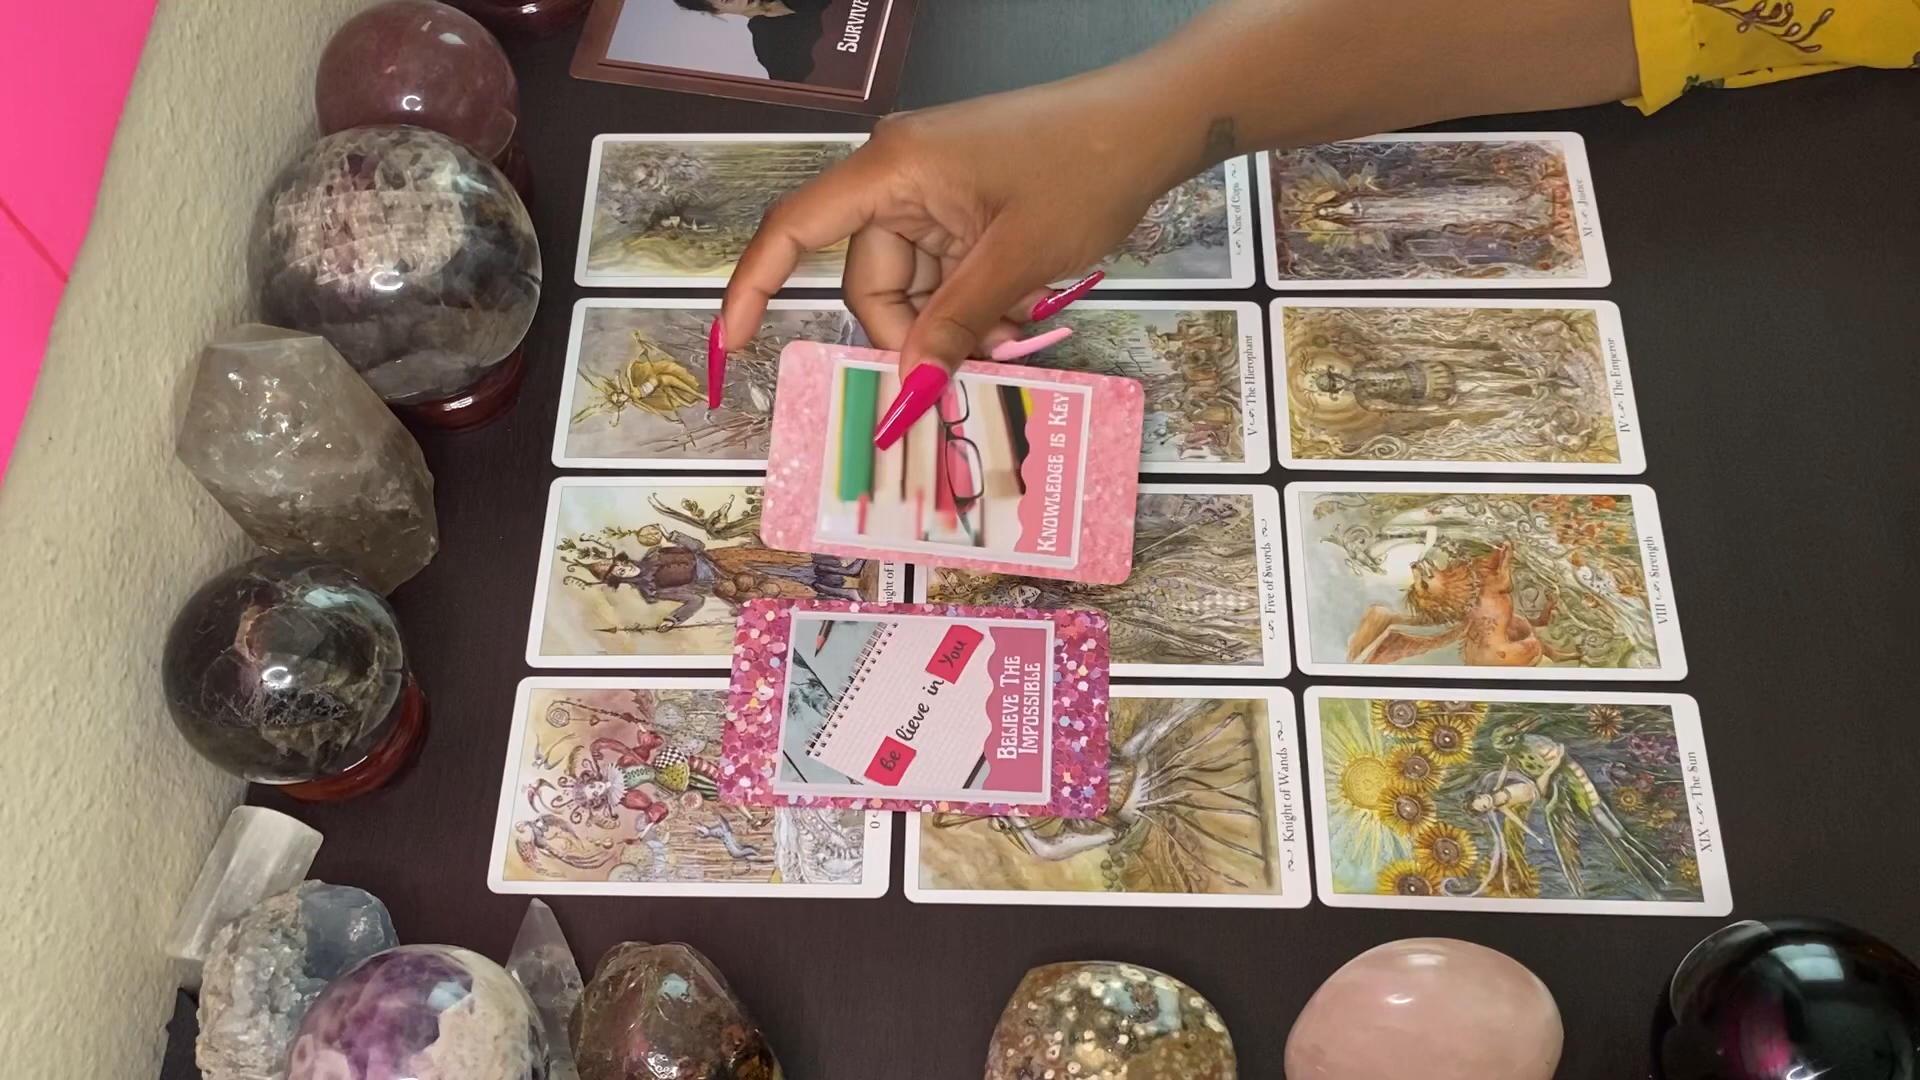 Nine of Cups
XI Justice
V The Hierophant
IV The Emperor
KNOWLEDGE IS KEY
Five of Swords
VIII Strength
Be lieve in You
BELIEVE THE
IMPOSSIBLE
0
Knight of Wands
XIX The Sun